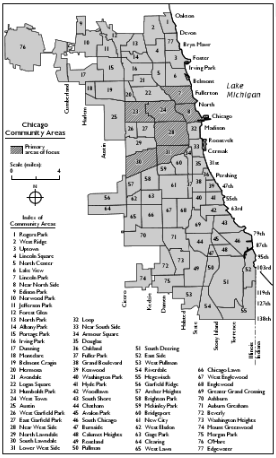 Oakton
Devon
Bryn Mawr
Foster
Irving Park
Belmont
Fullerton
North
Chicago
Madison
Roosevelt
Cermak
31st
Pershing
47th
55th
63rd
79th
87th
95th
103rd
119th
127th
138th
Lake
Michigan
Cumberland
Harlem
Austin
Cicero
Pulaski
Damen
Halsted
State
Stony Island
Torrence
Illinois
Indiana
Chicago
Community Areas
Primary
areas of focus
Scale (miles)
0 4
N
Index of
Community Areas
1 Rogers Park
2 West Ridge
3 Uptown
4 Lincoln Square
5 North Center
6 Lake View
7 Lincoln Park
8 Near North Side
9 Edison Park
10 Norwood Park
11 Jefferson Park
12 Forest Glen
13 North Park
14 Albany Park
15 Portage Park
16 Irving Park
17 Dunning
18 Montclare
19 Belmont Cragin
20 Hermosa
21 Avondale
22 Logan Square
23 Humboldt Park
24 West Town
25 Austin
26 West Garfield Park
27 East Garfield Park
28 Near West Side
29 North Lawndale
30 South Lawndale
31 Lower West Side
32 Loop
33 Near South Side
34 Armour Square
35 Douglas
36 Oakland
37 Fuller Park
38 Grand Boulevard
39 Kenwood
40 Washington Park
41 Hyde Park
42 Woodlawn
43 South Shore
44 Chatham
45 Avalon Park
46 South Chicago
47 Burnside
48 Calumet Heights
49 Roseland
50 Pullman
51 South Deering
52 East Side
53 West Pullman
54 Riverdale
55 Hegewisch
56 Garfield Ridge
57 Archer Heights
58 Brighton Park
59 McKinley Park
60 Bridgeport
61 New City
62 West Elsdon
63 Gage Park
64 Clearing
65 West Lawn
66 Chicago Lawn
67 West Englewood
68 Englewood
69 Greater Grand Crossing
70 Ashburn
71 Auburn Gresham
72 Beverly
73 Washington Heights
74 Mount Greenwood
75 Morgan Park
76 O'Hare
77 Edgewater